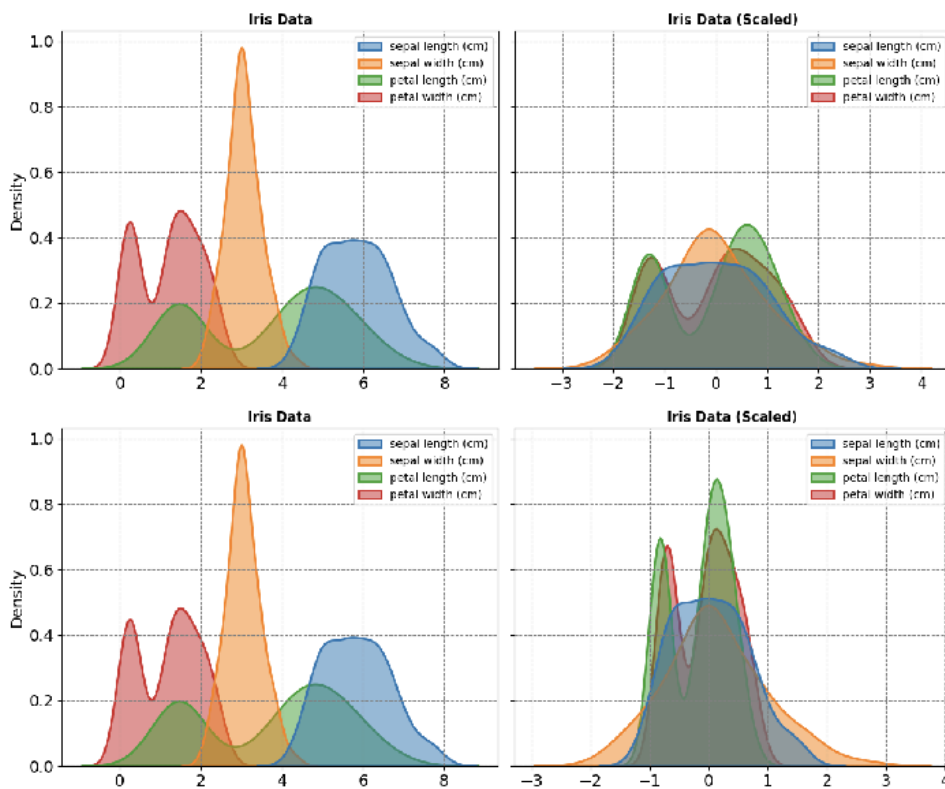 Iris Data
1.0
0.8
0.6
0.4
0.2
0.0
Density
sepal length (cm)
sepal width (cm)
petal length (cm)
petal width (cm)
0 2 4 6 8
Iris Data (Scaled)
sepal length (cm)
sepal width (cm)
petal length (cm)
petal width (cm)
−3 −2 −1 0 1 2 3 4
Iris Data
1.0
0.8
0.6
0.4
0.2
0.0
Density
sepal length (cm)
sepal width (cm)
petal length (cm)
petal width (cm)
0 2 4 6 8
Iris Data (Scaled)
sepal length (cm)
sepal width (cm)
petal length (cm)
petal width (cm)
−3 −2 −1 0 1 2 3 4